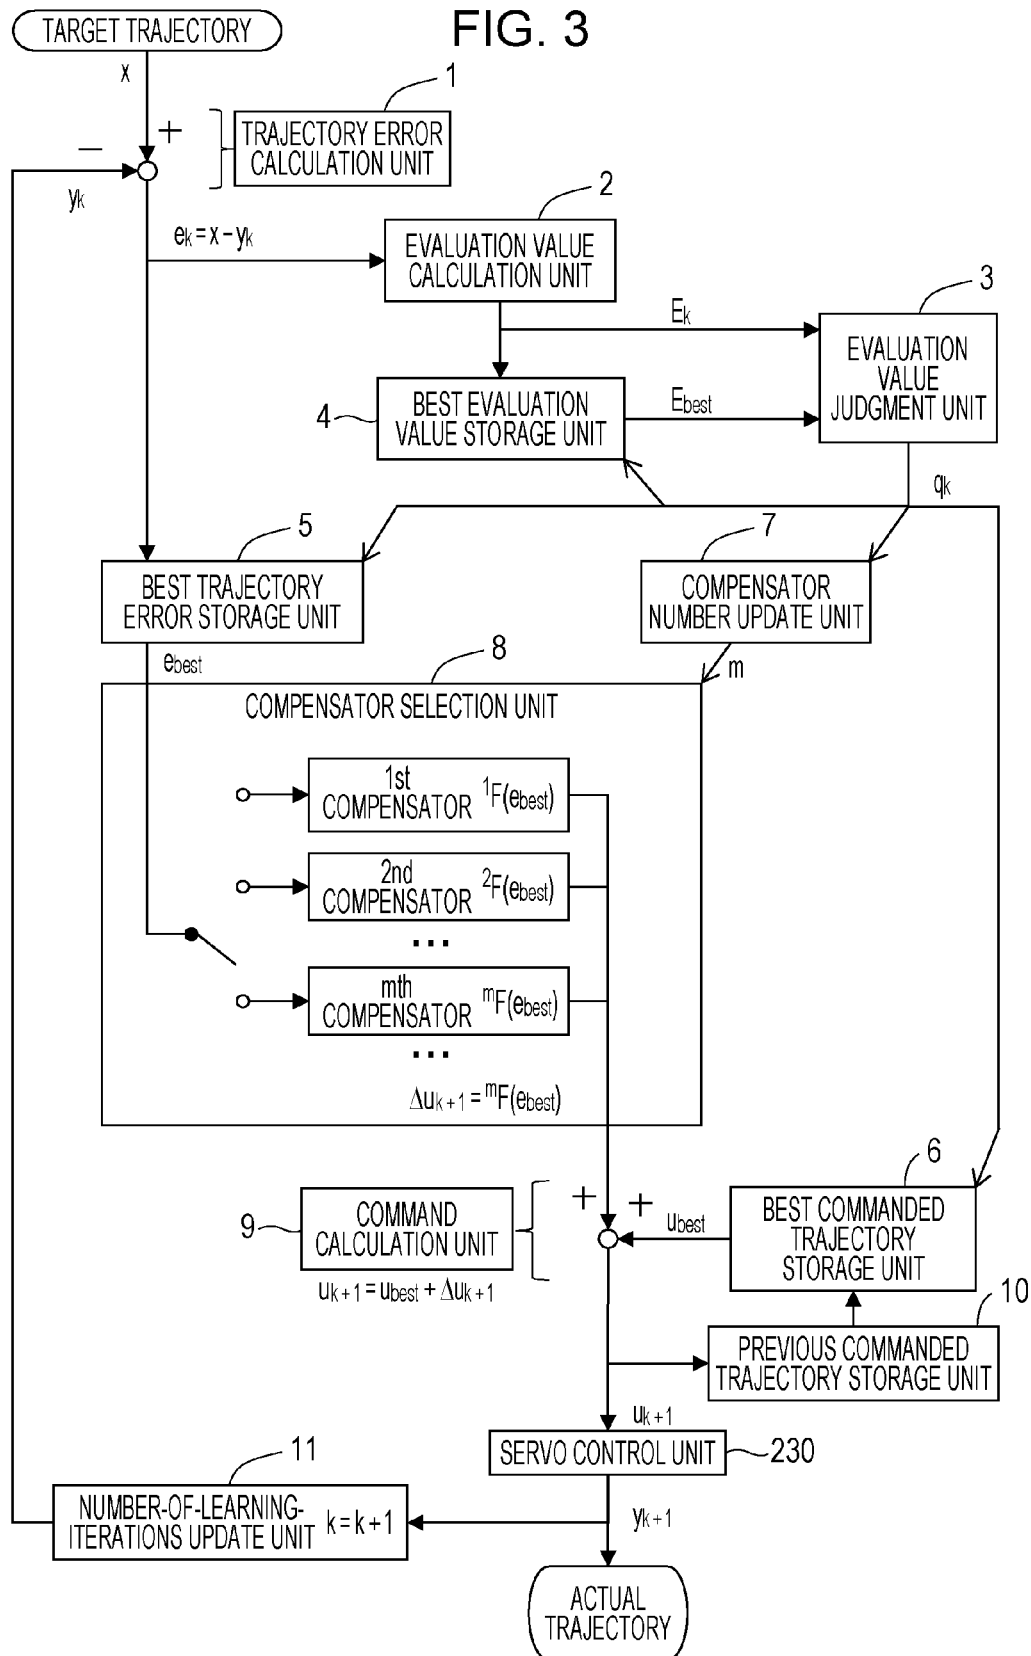 FIG. 3
TARGET TRAJECTORY
x
1
+
TRAJECTORY ERROR
CALCULATION UNIT
−
yk
2
ek = x − yk
EVALUATION VALUE
CALCULATION UNIT
3
Ek
EVALUATION
VALUE
JUDGMENT UNIT
4
BEST EVALUATION
VALUE STORAGE UNIT
Ebest
qk
5
BEST TRAJECTORY
ERROR STORAGE UNIT
7
COMPENSATOR
NUMBER UPDATE UNIT
ebest
8
m
COMPENSATOR SELECTION UNIT
1st
COMPENSATOR 1F(ebest)
2nd
COMPENSATOR 2F(ebest)
...
mth
COMPENSATOR mF(ebest)
...
Δuk + 1 = mF(ebest)
6
9
COMMAND
CALCULATION UNIT
+
+
ubest
BEST COMMANDED
TRAJECTORY
STORAGE UNIT
uk + 1 = ubest + Δuk + 1
10
PREVIOUS COMMANDED
TRAJECTORY STORAGE UNIT
uk + 1
SERVO CONTROL UNIT
230
11
NUMBER-OF-LEARNING-
ITERATIONS UPDATE UNIT k = k + 1
yk + 1
ACTUAL
TRAJECTORY